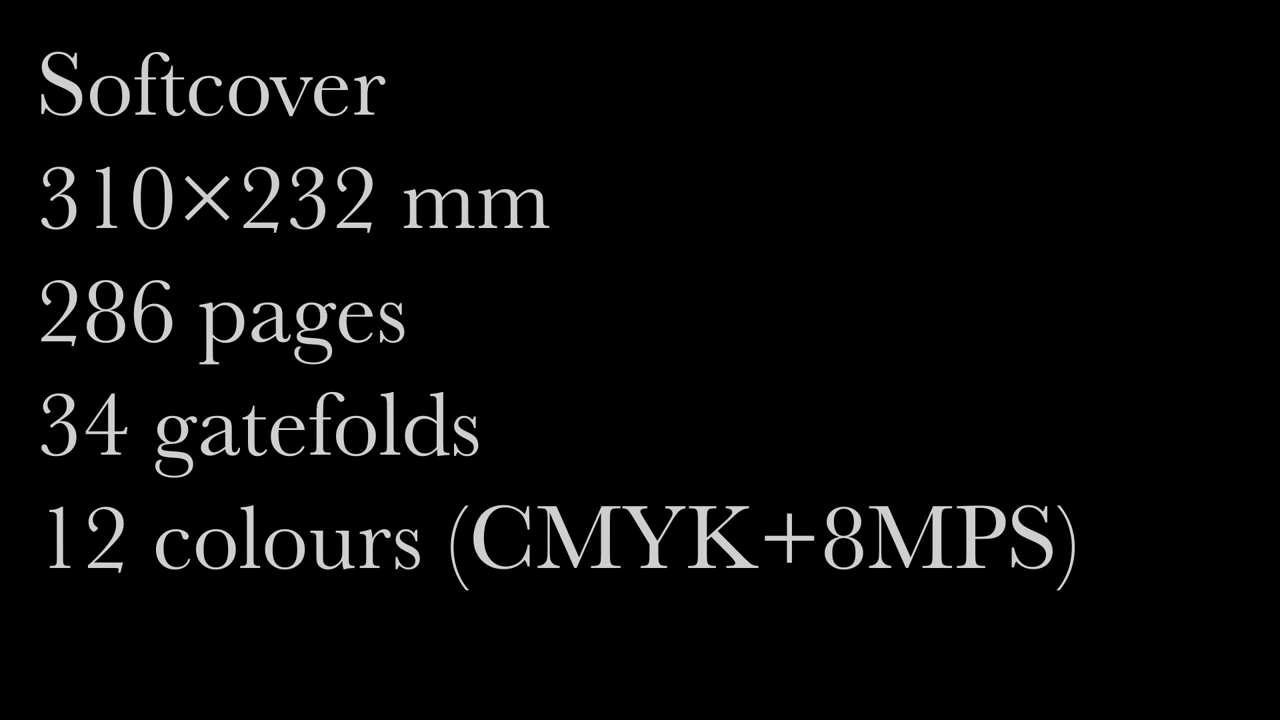 Softcover
310×232 mm
286 pages
34 gatefolds
12 colours (CMYK+8MPS)